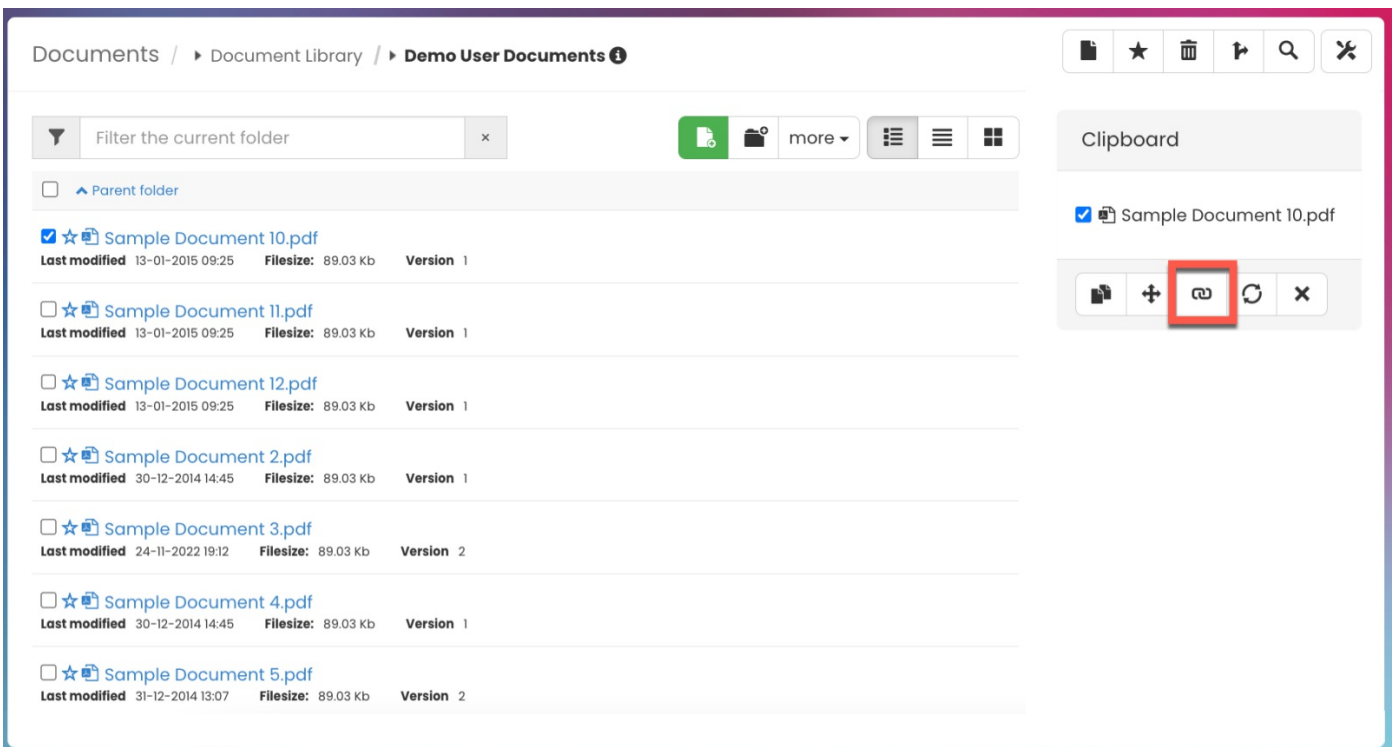 Documents / Document Library / Demo User Documents
Filter the current folder
more
Parent folder
Sample Document 10.pdf
Last modified 13-01-2015 09:25 Filesize: 89.03 Kb Version 1
Sample Document 11.pdf
Last modified 13-01-2015 09:25 Filesize: 89.03 Kb Version 1
Sample Document 12.pdf
Last modified 13-01-2015 09:25 Filesize: 89.03 Kb Version 1
Sample Document 2.pdf
Last modified 30-12-2014 14:45 Filesize: 89.03 Kb Version 1
Sample Document 3.pdf
Last modified 24-11-2022 19:12 Filesize: 89.03 Kb Version 2
Sample Document 4.pdf
Last modified 30-12-2014 14:45 Filesize: 89.03 Kb Version 1
Sample Document 5.pdf
Last modified 31-12-2014 13:07 Filesize: 89.03 Kb Version 2
Clipboard
Sample Document 10.pdf